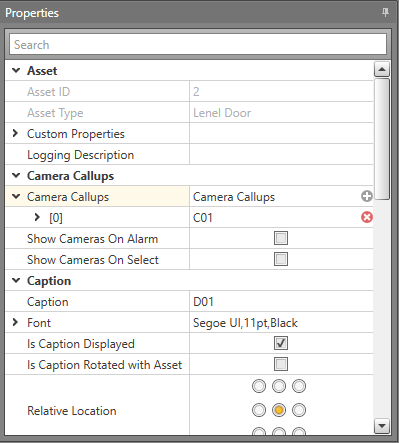 Properties
Search
Asset
Asset ID 2
Asset Type Lenel Door
Custom Properties
Logging Description
Camera Callups
Camera Callups Camera Callups
[0] C01
Show Cameras On Alarm
Show Cameras On Select
Caption
Caption D01
Font Segoe UI,11pt,Black
Is Caption Displayed
Is Caption Rotated with Asset
Relative Location